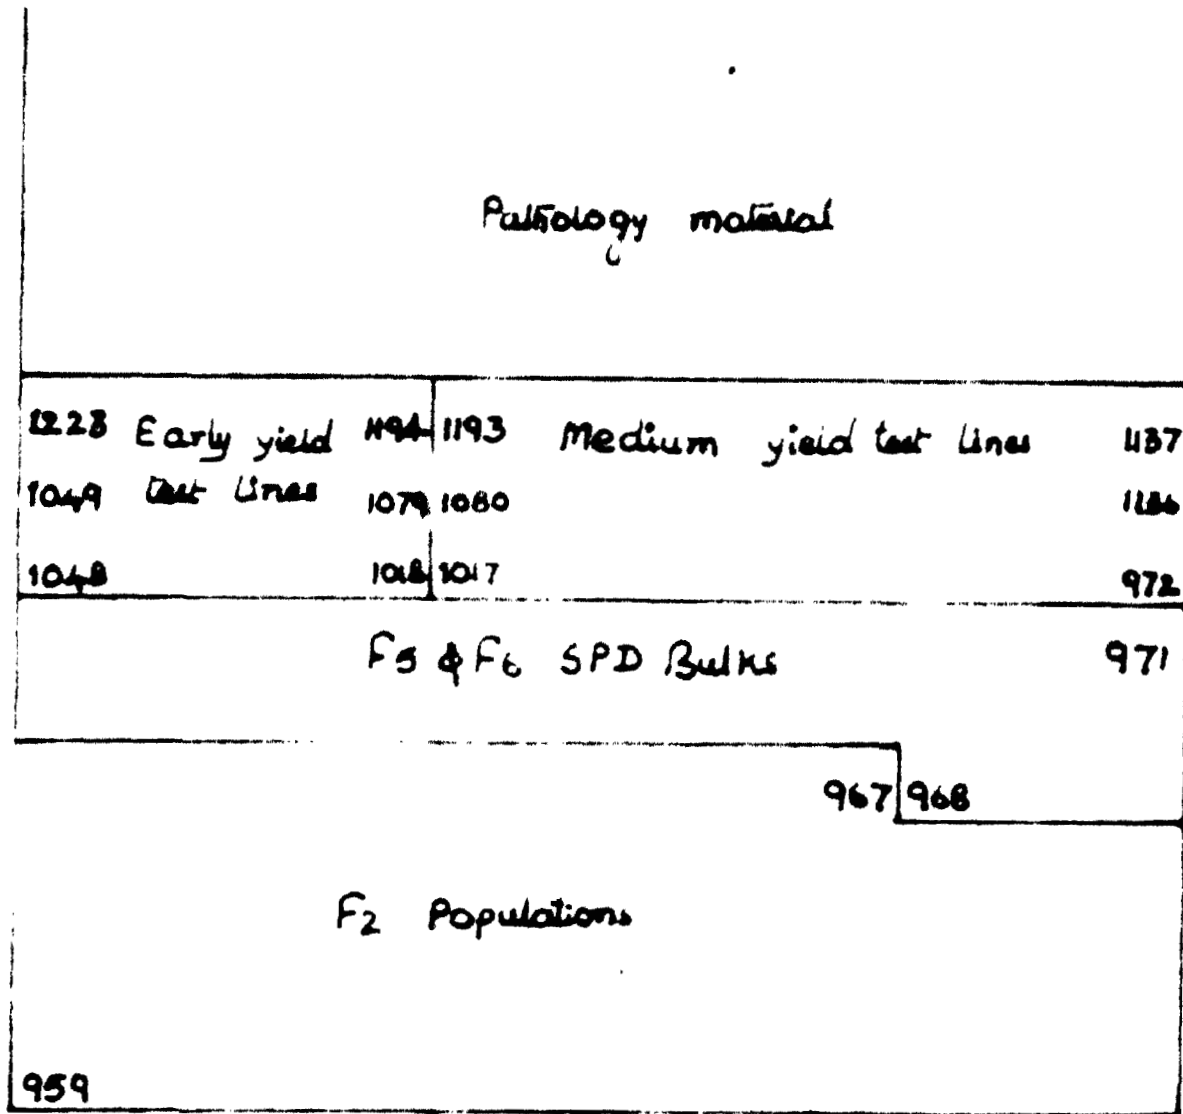 Pathology material
1228 Early yield 1194 1193 Medium yield test lines 1137
1049 test lines 1079 1080 1136
1048 1018 1017 972
F5 & F6 SPD Bulks 971
967 968
F2 Populations
959